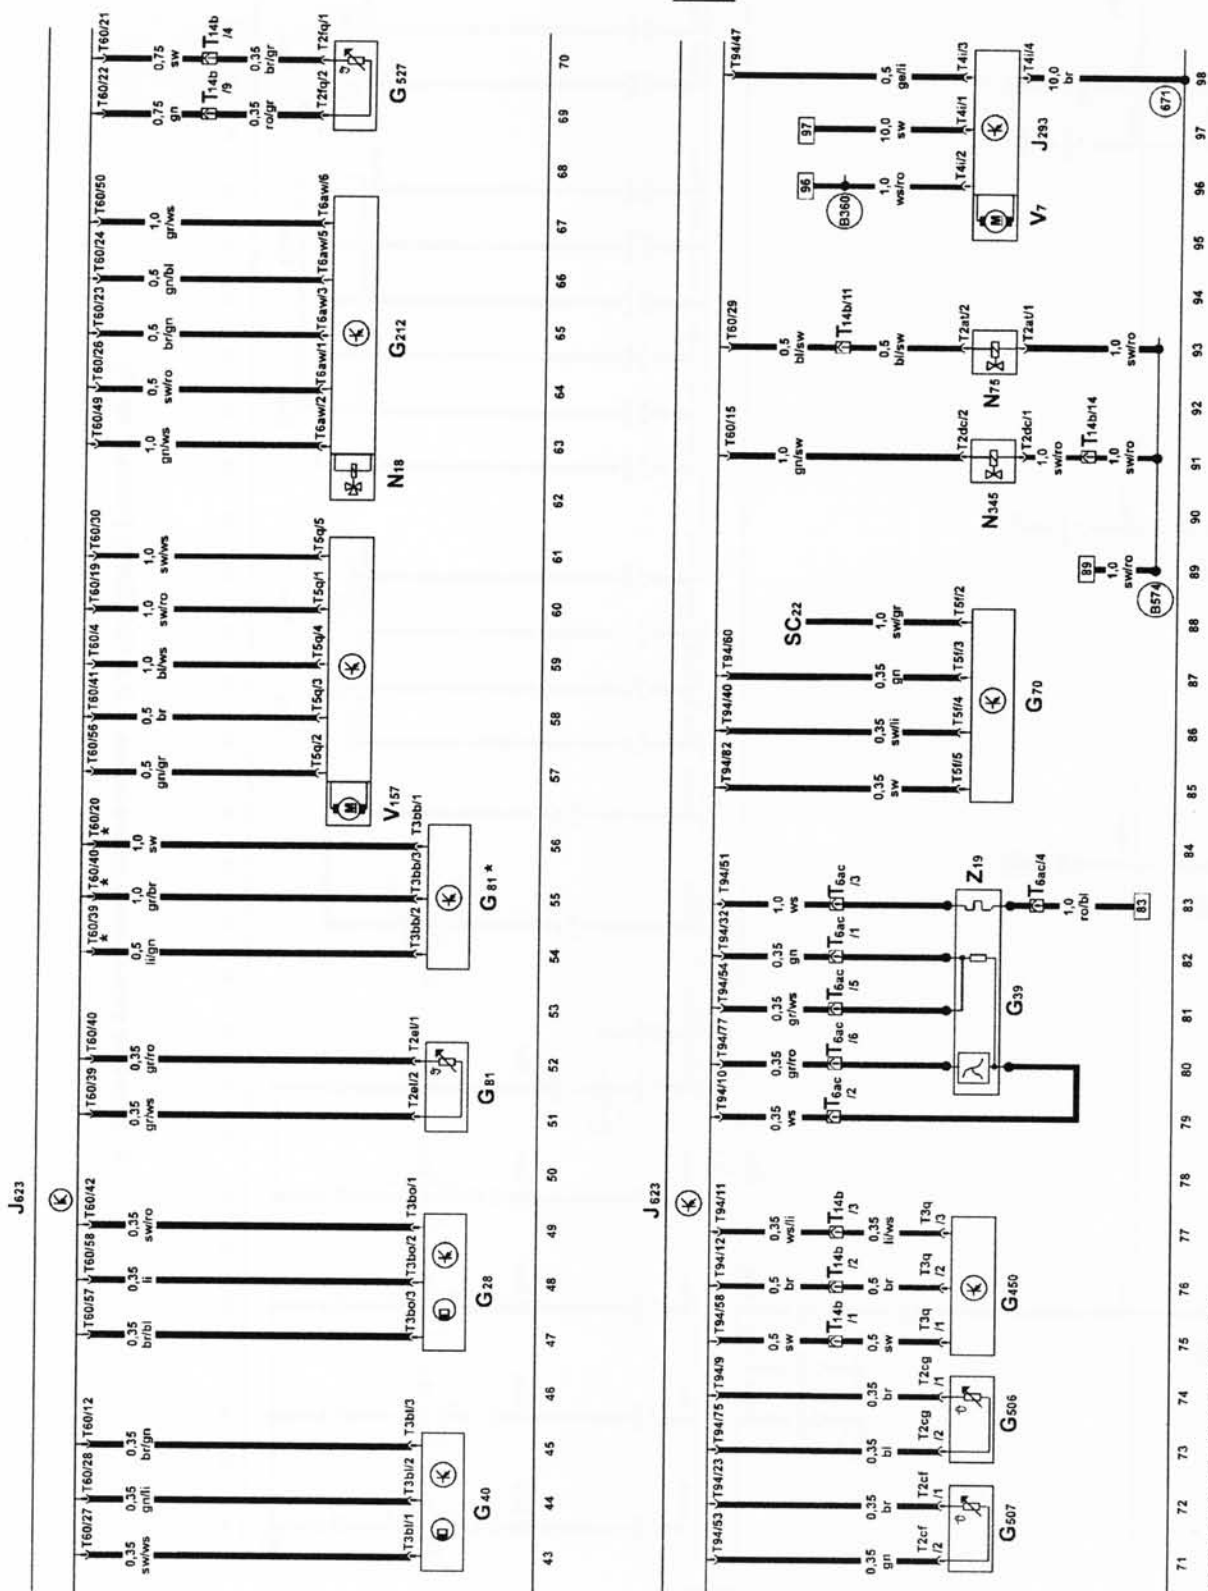 J623
T60/27
0,35
sw/ws
T3bl/1
T60/28
0,35
gn/li
T3bl/2
T60/12
0,35
br/gn
T3bl/3
G40
T60/57
0,35
br/bl
T3bo/3
T60/58
0,35
li
T3bo/2
T60/42
0,35
sw/ro
T3bo/1
G28
T60/39
0,35
gr/ws
T2el/2
T60/40
0,35
gr/ro
T2el/1
G81
T60/39
*
0,5
li/gn
T3bb/2
T60/40
*
1,0
gr/br
T3bb/3
T60/20
*
1,0
sw
T3bb/1
G81*
T60/56
0,5
gn/gr
T5q/2
T60/41
0,5
br
T5q/3
T60/4
1,0
bl/ws
T5q/4
T60/19
1,0
sw/ro
T5q/1
T60/30
1,0
sw/ws
T5q/5
M
V157
T60/49
1,0
gn/ws
T6aw/2
T60/26
0,5
sw/ro
T6aw/1
T60/23
0,5
br/gn
T6aw/3
T60/24
0,5
gn/bl
T6aw/5
T60/50
1,0
gr/ws
T6aw/6
N18
G212
T60/22
0,75
gn
T14b
/9
0,35
ro/gr
T2fq/2
T60/21
0,75
sw
T14b
/4
0,35
br/gr
T2fq/1
G527
43 44 45 46 47 48 49 50 51 52 53 54 55 56 57 58 59 60 61 62 63 64 65 66 67 68 69 70
J623
T94/53
0,35
gn
T2cf
/2
T94/23
0,35
br
T2cf
/1
G507
T94/75
0,35
bl
T2cg
/2
T94/9
0,35
br
T2cg
/1
G506
T94/58
0,5
sw
T14b
/1
0,5
sw
T3q
/1
T94/12
0,5
br
T14b
/2
0,5
br
T3q
/2
T94/11
0,35
ws/li
T14b
/3
0,35
li/ws
T3q
/3
G450
T94/10
0,35
ws
T6ac
/2
T94/77
0,35
gr/ro
T6ac
/6
T94/54
0,35
gr/ws
T6ac
/5
T94/32
0,35
gn
T6ac
/1
T94/51
1,0
ws
T6ac
/3
G39
Z19
T6ac/4
1,0
ro/bl
83
T94/82
0,35
sw
T5f/5
T94/40
0,35
sw/li
T5f/4
T94/60
0,35
gn
T5f/3
SC22
1,0
sw/gr
T5f/2
G70
89
1,0
sw/ro
B574
T60/15
1,0
gn/sw
T2dc/2
N345
T2dc/1
1,0
sw/ro
T14b/14
1,0
sw/ro
T60/29
0,5
bl/sw
T14b/11
0,5
bl/sw
T2at/2
N75
T2at/1
1,0
sw/ro
96
B360
1,0
ws/ro
T4i/2
97
10,0
sw
T4i/1
T94/47
0,5
ge/li
T4i/3
M
V7
J293
T4i/4
10,0
br
671
71 72 73 74 75 76 77 78 79 80 81 82 83 84 85 86 87 88 89 90 91 92 93 94 95 96 97 98